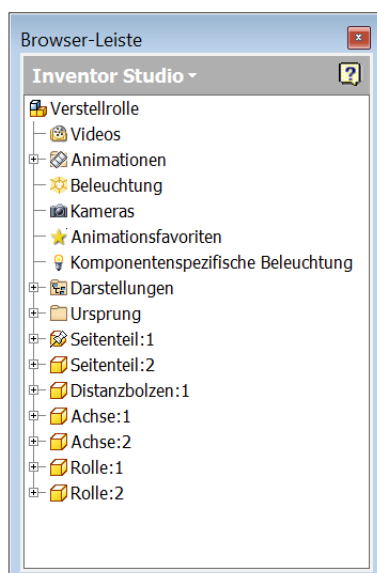 Browser-Leiste
Inventor Studio
Verstellrolle
Videos
Animationen
Beleuchtung
Kameras
Animationsfavoriten
Komponentenspezifische Beleuchtung
Darstellungen
Ursprung
Seitenteil:1
Seitenteil:2
Distanzbolzen:1
Achse:1
Achse:2
Rolle:1
Rolle:2